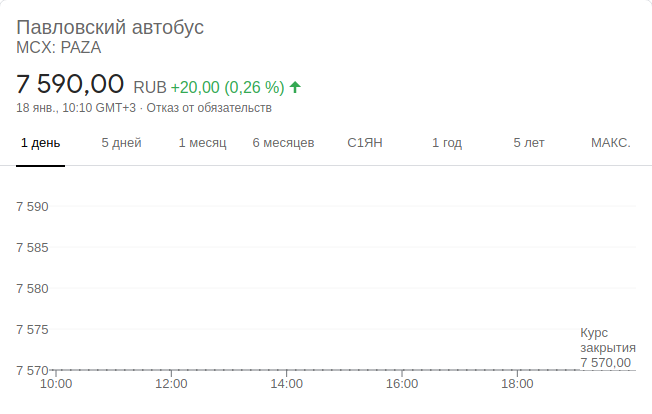 Павловский автобус
MCX: PAZA
7 590,00 RUB +20,00 (0,26 %)
18 янв., 10:10 GMT+3 · Отказ от обязательств
1 день 5 дней 1 месяц 6 месяцев С1ЯН 1 год 5 лет МАКС.
7 590
7 585
7 580
7 575
Курс
закрытия
7 570,00
7 570
10:00 12:00 14:00 16:00 18:00